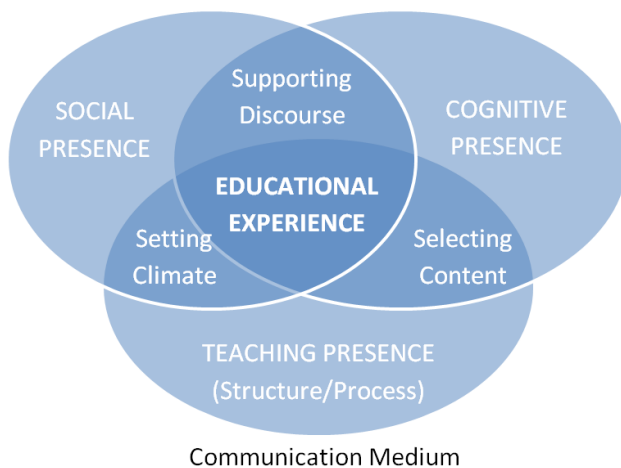 Supporting
Discourse
SOCIAL
PRESENCE
COGNITIVE
PRESENCE
EDUCATIONAL
EXPERIENCE
Setting
Climate
Selecting
Content
TEACHING PRESENCE
(Structure/Process)
Communication Medium